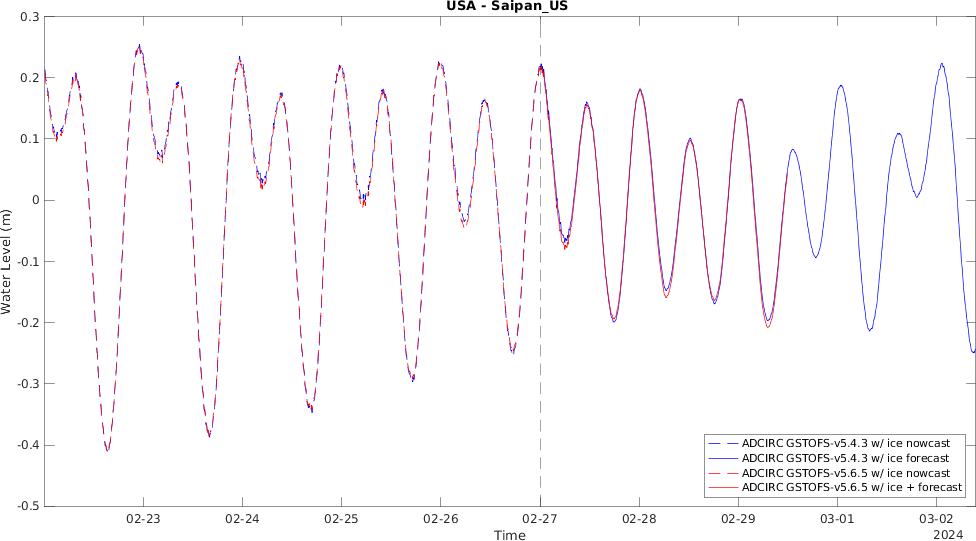 USA - Saipan_US
0.3
0.2
0.1
0
-0.1
-0.2
-0.3
-0.4
-0.5
Water Level (m)
ADCIRC GSTOFS-v5.4.3 w/ ice nowcast
ADCIRC GSTOFS-v5.4.3 w/ ice forecast
ADCIRC GSTOFS-v5.6.5 w/ ice nowcast
ADCIRC GSTOFS-v5.6.5 w/ ice + forecast
02-23 02-24 02-25 02-26 02-27 02-28 02-29 03-01 03-02
Time 2024